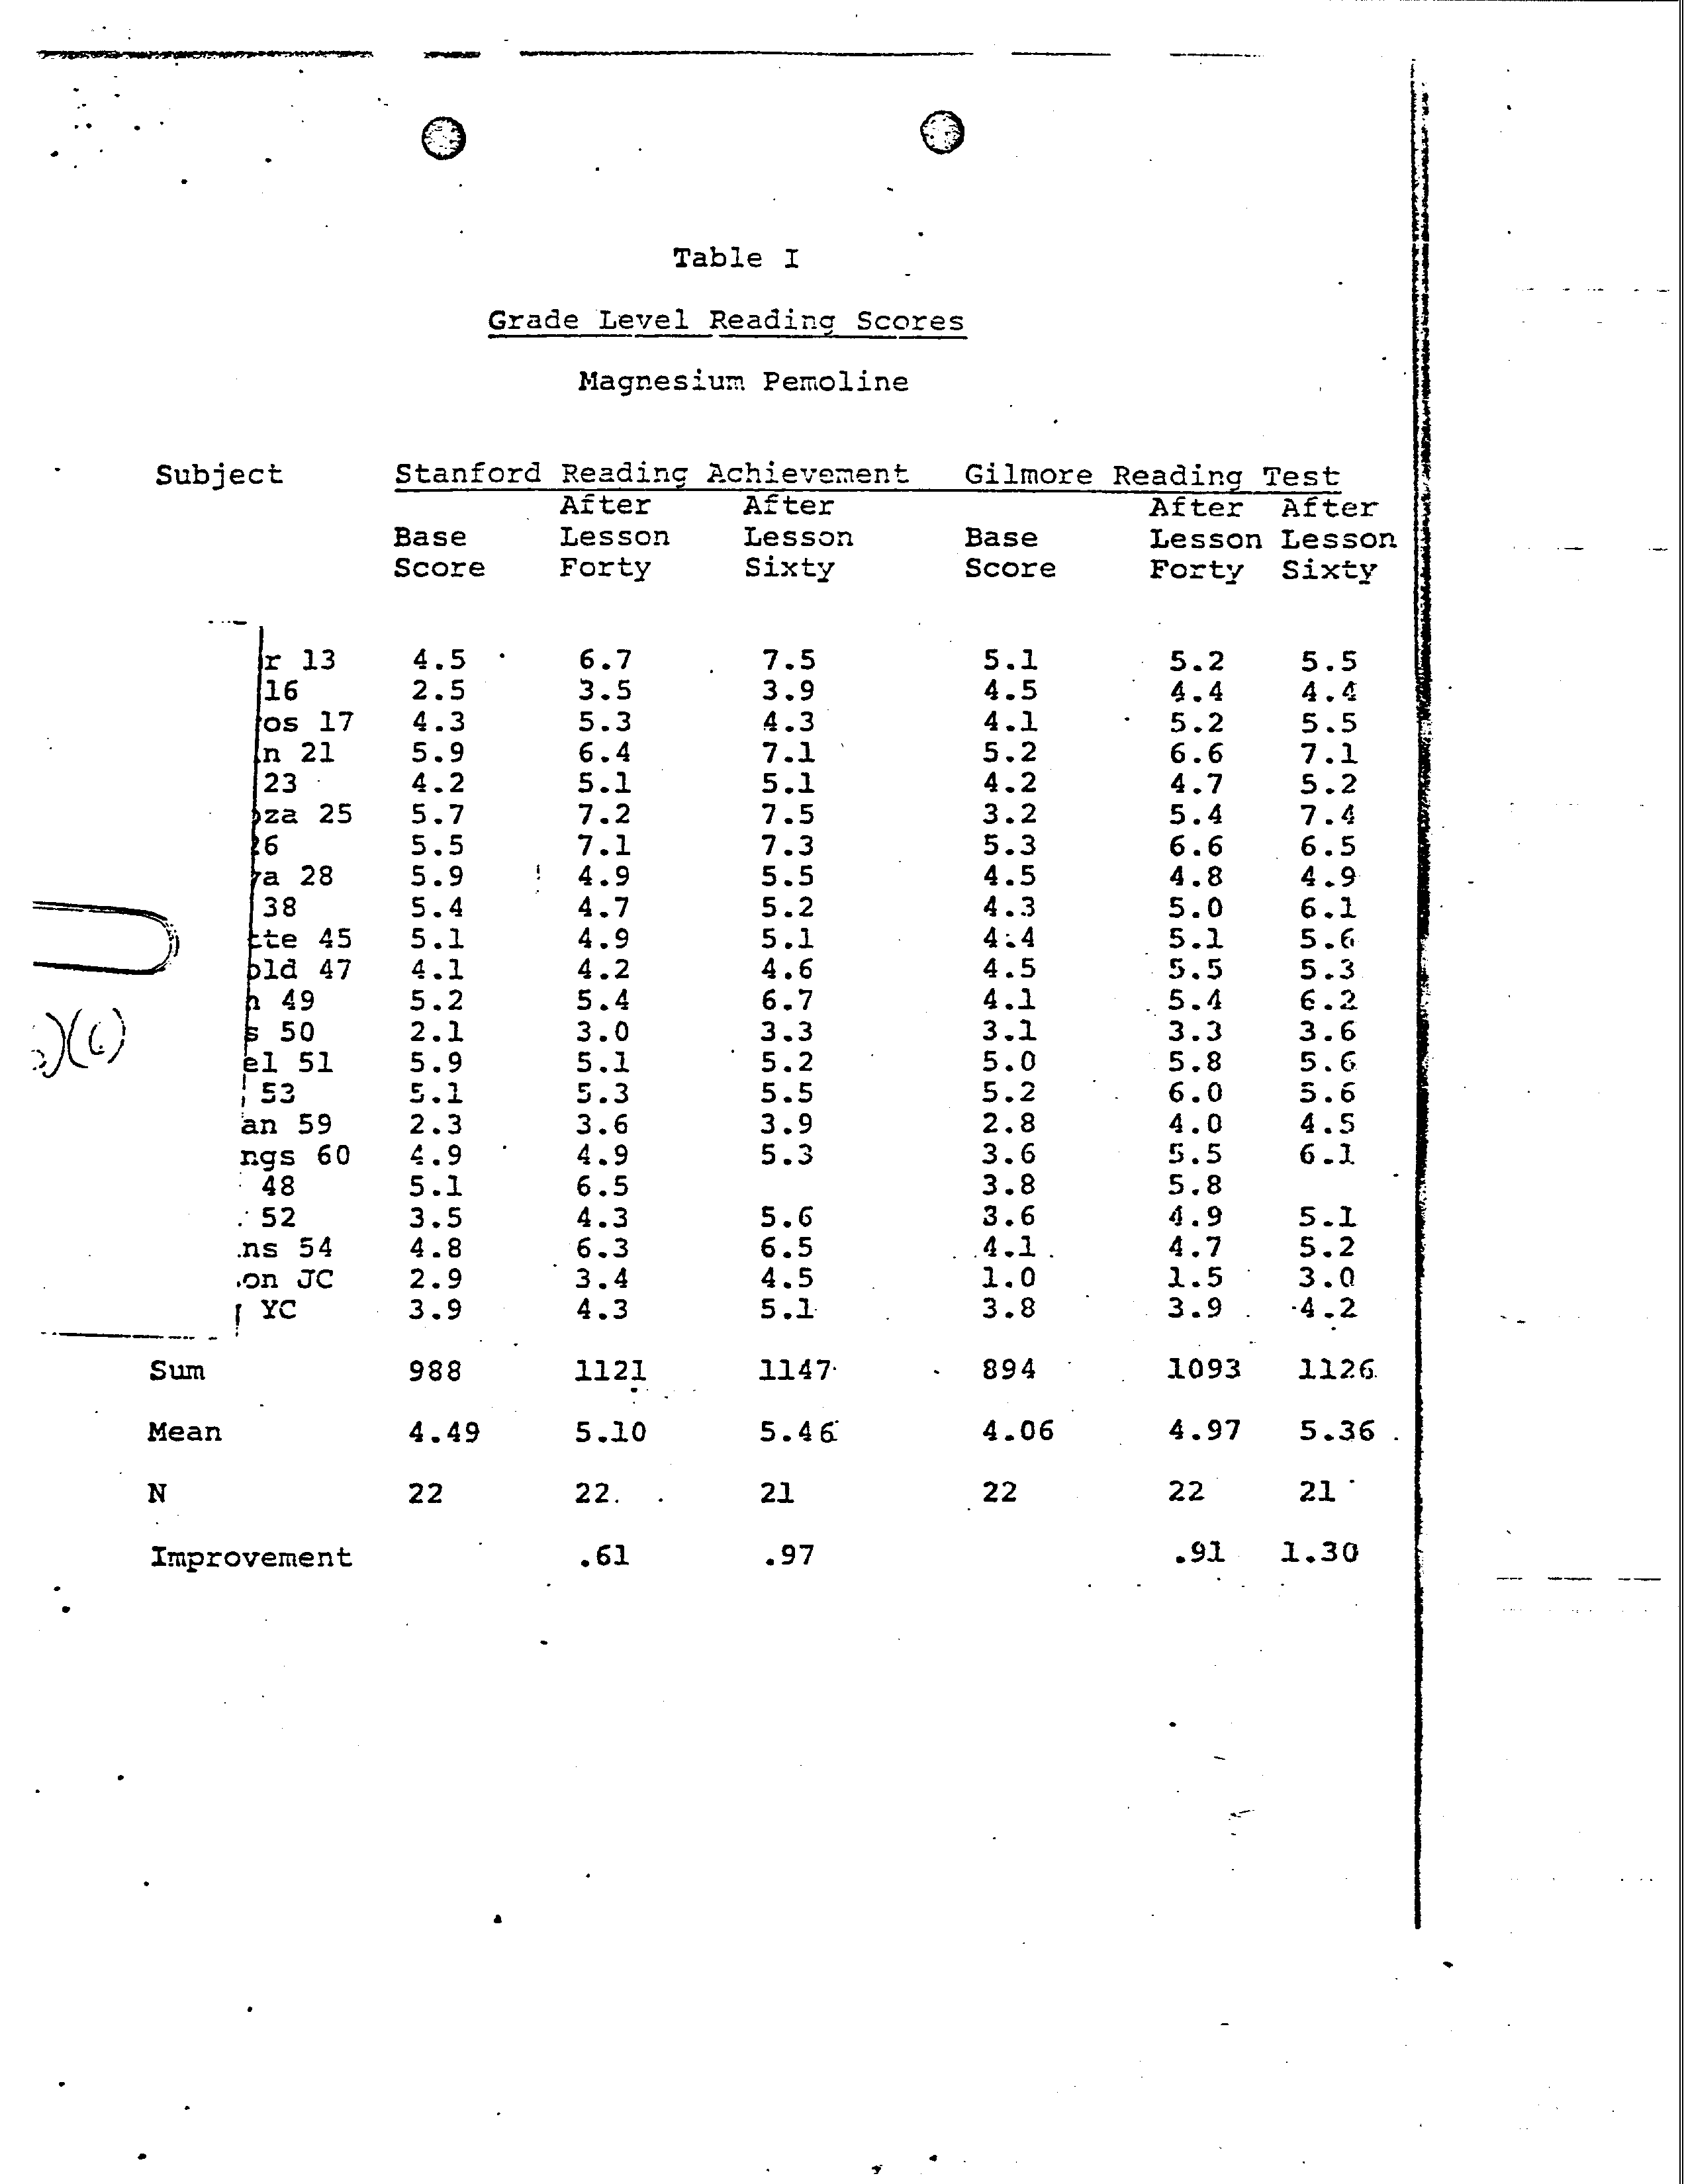 Table I
Grade Level Reading Scores
Magnesium Pemoline
Subject Stanford Reading Achievement Gilmore Reading Test
After After After After
Base Lesson Lesson Base Lesson Lesson
Score Forty Sixty Score Forty Sixty
r 13 4.5 6.7 7.5 5.1 5.2 5.5
16 2.5 3.5 3.9 4.5 4.4 4.4
os 17 4.3 5.3 4.3 4.1 5.2 5.5
n 21 5.9 6.4 7.1 5.2 6.6 7.1
23 4.2 5.1 5.1 4.2 4.7 5.2
za 25 5.7 7.2 7.5 3.2 5.4 7.4
26 5.5 7.1 7.3 5.3 6.6 6.5
a 28 5.9 4.9 5.5 4.5 4.8 4.9
38 5.4 4.7 5.2 4.3 5.0 6.1
te 45 5.1 4.9 5.1 4.4 5.1 5.6
old 47 4.1 4.2 4.6 4.5 5.5 5.3
n 49 5.2 5.4 6.7 4.1 5.4 6.2
s 50 2.1 3.0 3.3 3.1 3.3 3.6
el 51 5.9 5.1 5.2 5.0 5.8 5.6
53 5.1 5.3 5.5 5.2 6.0 5.6
an 59 2.3 3.6 3.9 2.8 4.0 4.5
ngs 60 4.9 4.9 5.3 3.6 5.5 6.1
48 5.1 6.5 3.8 5.8
52 3.5 4.3 5.6 3.6 4.9 5.1
ns 54 4.8 6.3 6.5 4.1 4.7 5.2
on JC 2.9 3.4 4.5 1.0 1.5 3.0
YC 3.9 4.3 5.1 3.8 3.9 4.2
Sum 988 1121 1147 894 1093 1126
Mean 4.49 5.10 5.46 4.06 4.97 5.36
N 22 22 21 22 22 21
Improvement .61 .97 .91 1.30